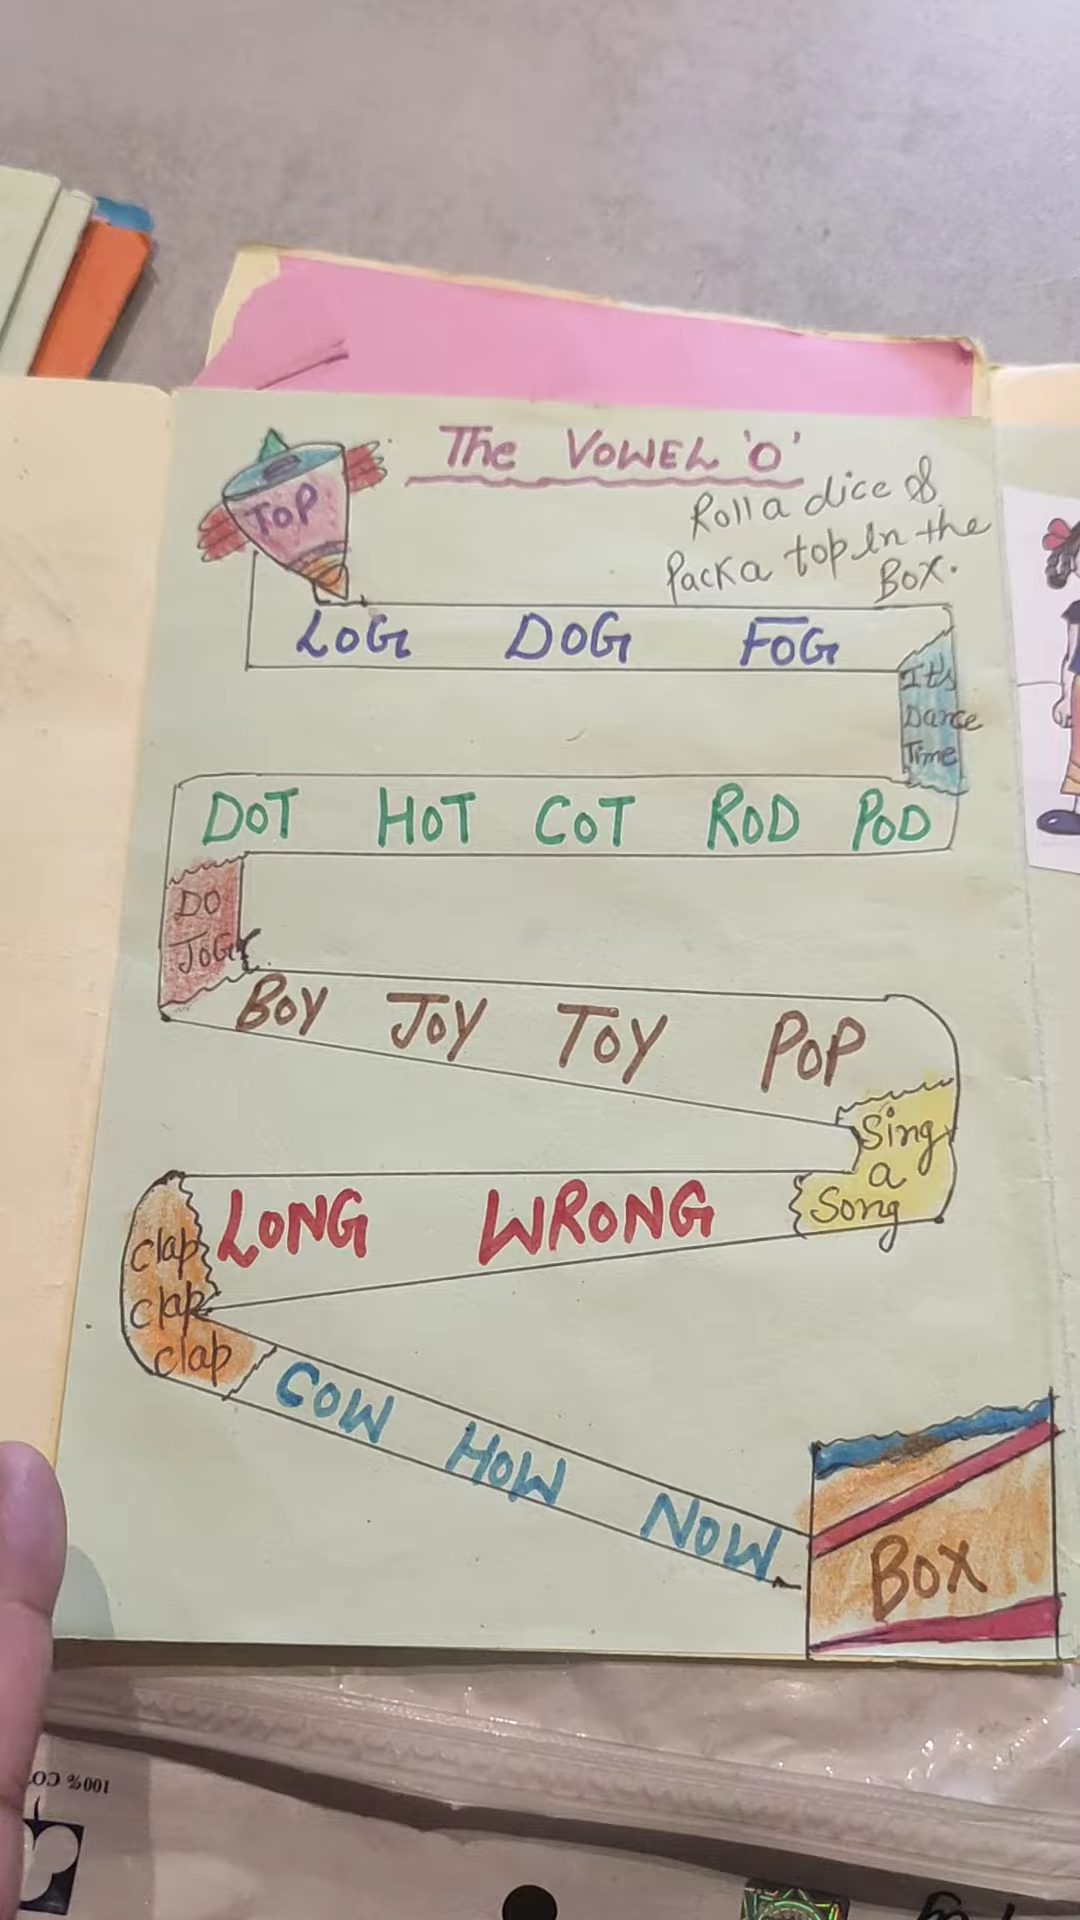 The VOWEL 'O'
TOP
Roll a dice &
Pack a top In the
Box.
LOG DOG FOG
It's
Dance
Time
DOT HOT COT ROD POD
DO
JOG
BOY JOY TOY POP
Sing
a
Song
LONG WRONG
clap
clap
clap
COW HOW NOW
BOX
100% CO